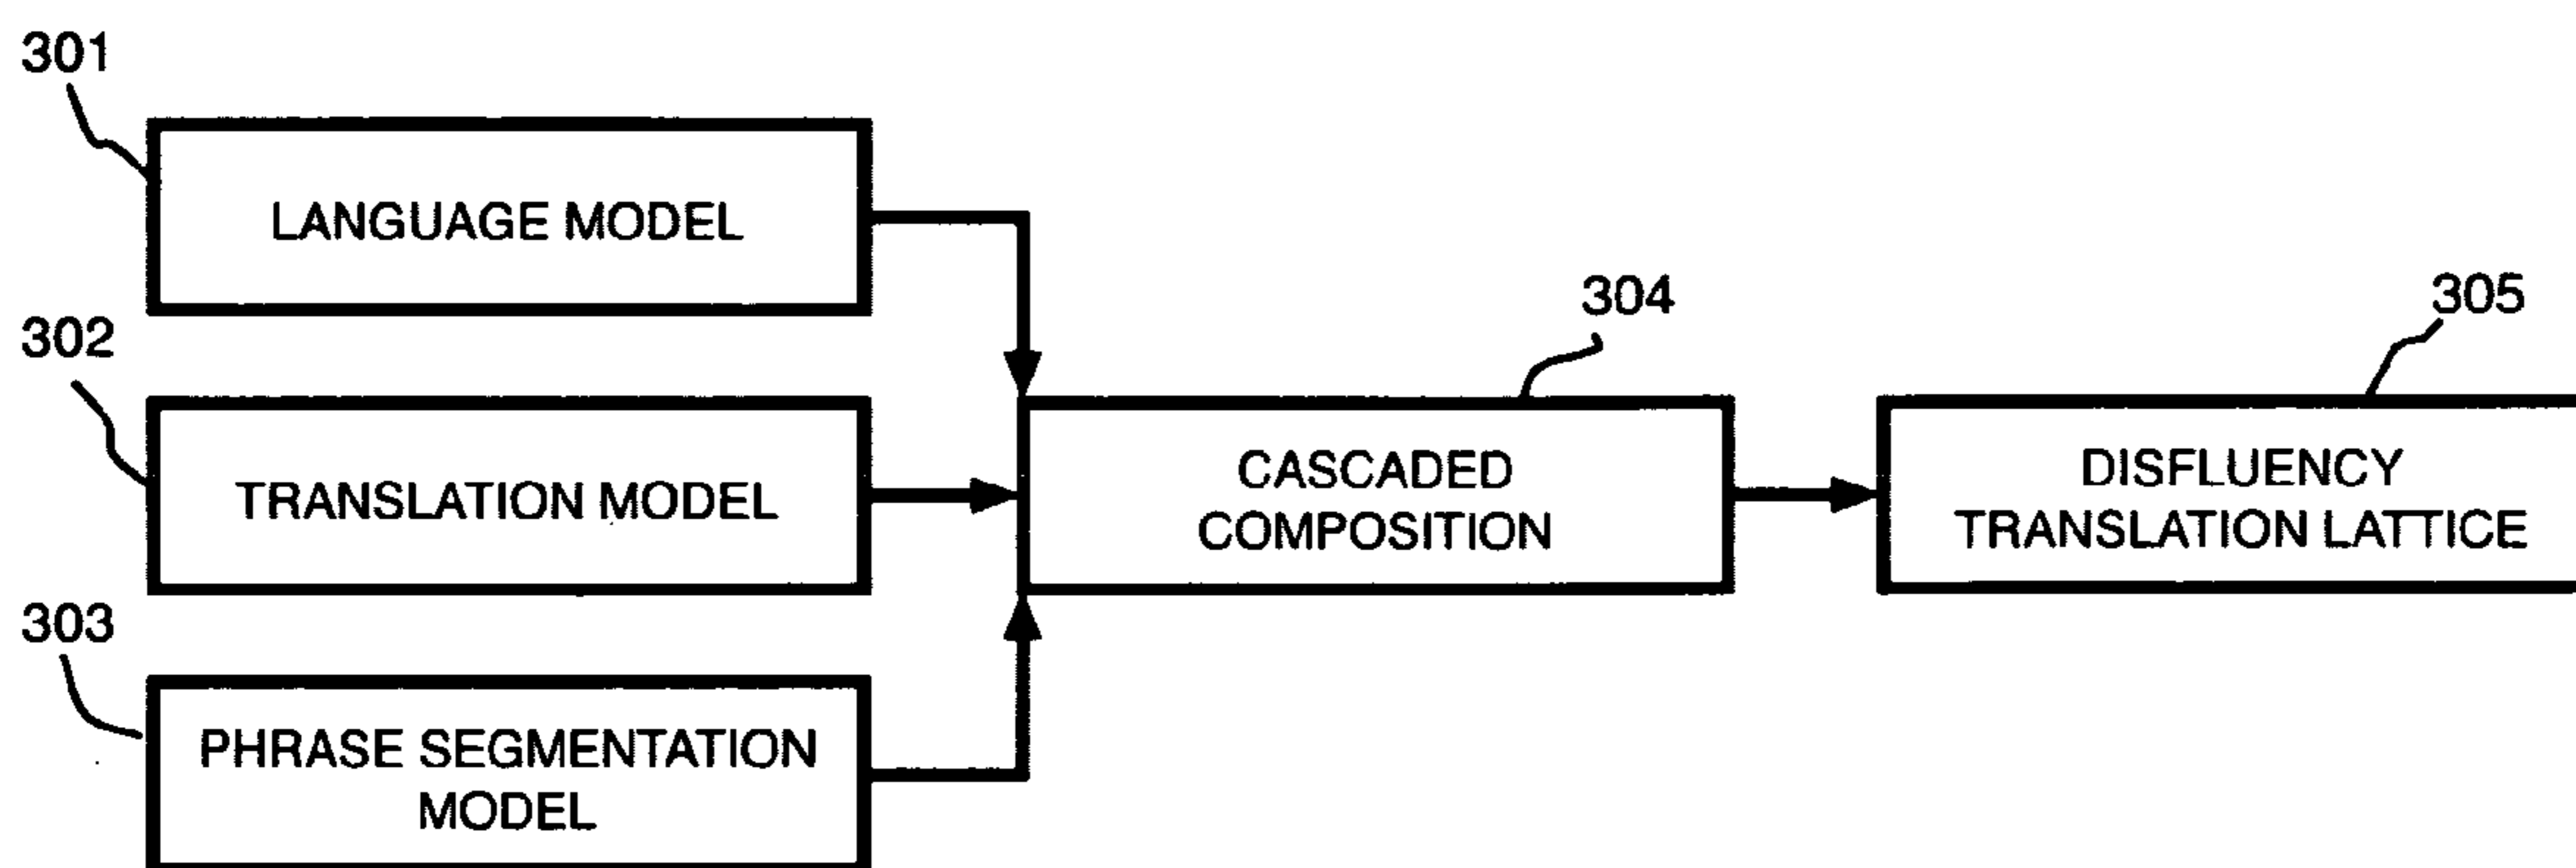 301
LANGUAGE MODEL
302
TRANSLATION MODEL
303
PHRASE SEGMENTATION
MODEL
304
CASCADED
COMPOSITION
305
DISFLUENCY
TRANSLATION LATTICE